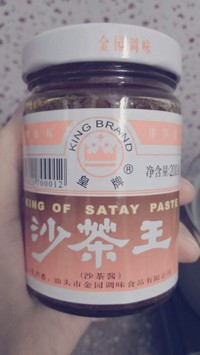 金园调味
KING BRAND
皇牌
®
净含量200
KING OF SATAY PASTE
沙茶王
(沙茶酱)
汕头市金园调味食品有限公司